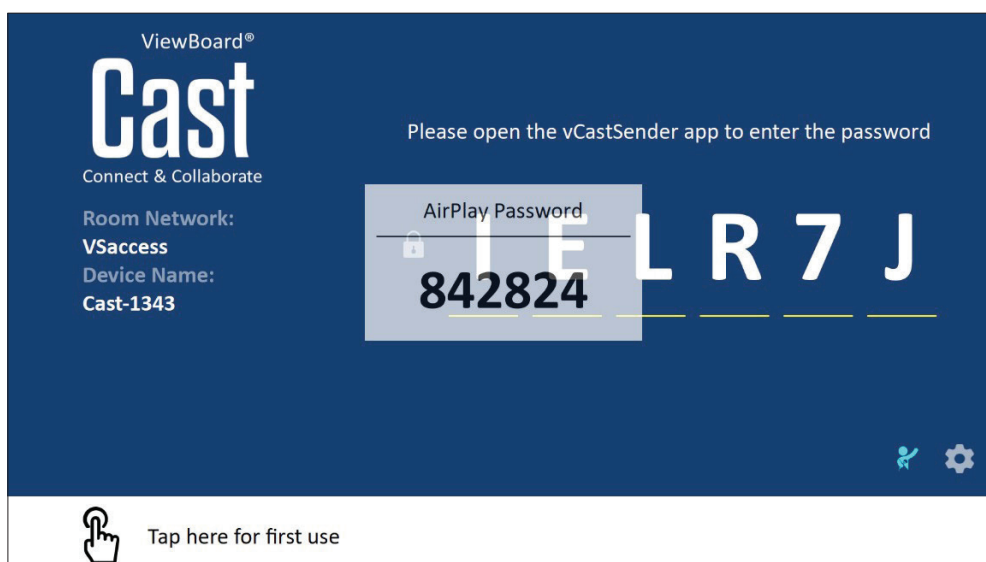 ViewBoard®
Cast
Connect & Collaborate
Room Network:
VSaccess
Device Name:
Cast-1343
Please open the vCastSender app to enter the password
AirPlay Password
842824
I E L R 7 J
Tap here for first use